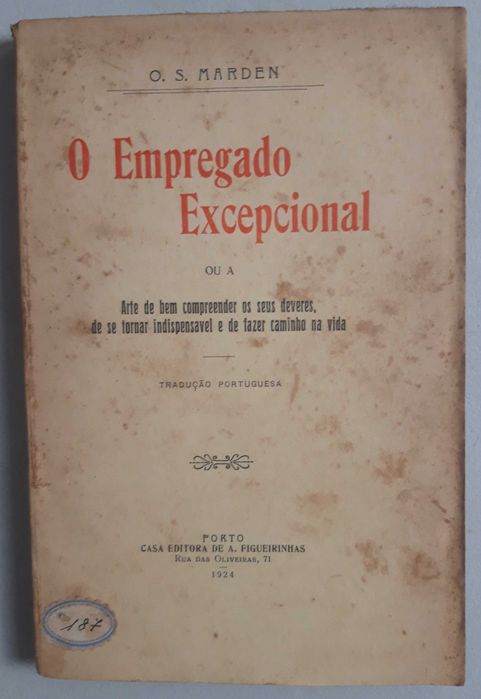 O. S. MARDEN
O Empregado
Excepcional
OU A
Arte de bem compreender os seus deveres,
de se tornar indispensavel e de fazer caminho na vida
TRADUÇÃO PORTUGUESA
PORTO
CASA EDITORA DE A. FIGUEIRINHAS
RUA DAS OLIVEIRAS, 71
1924
187